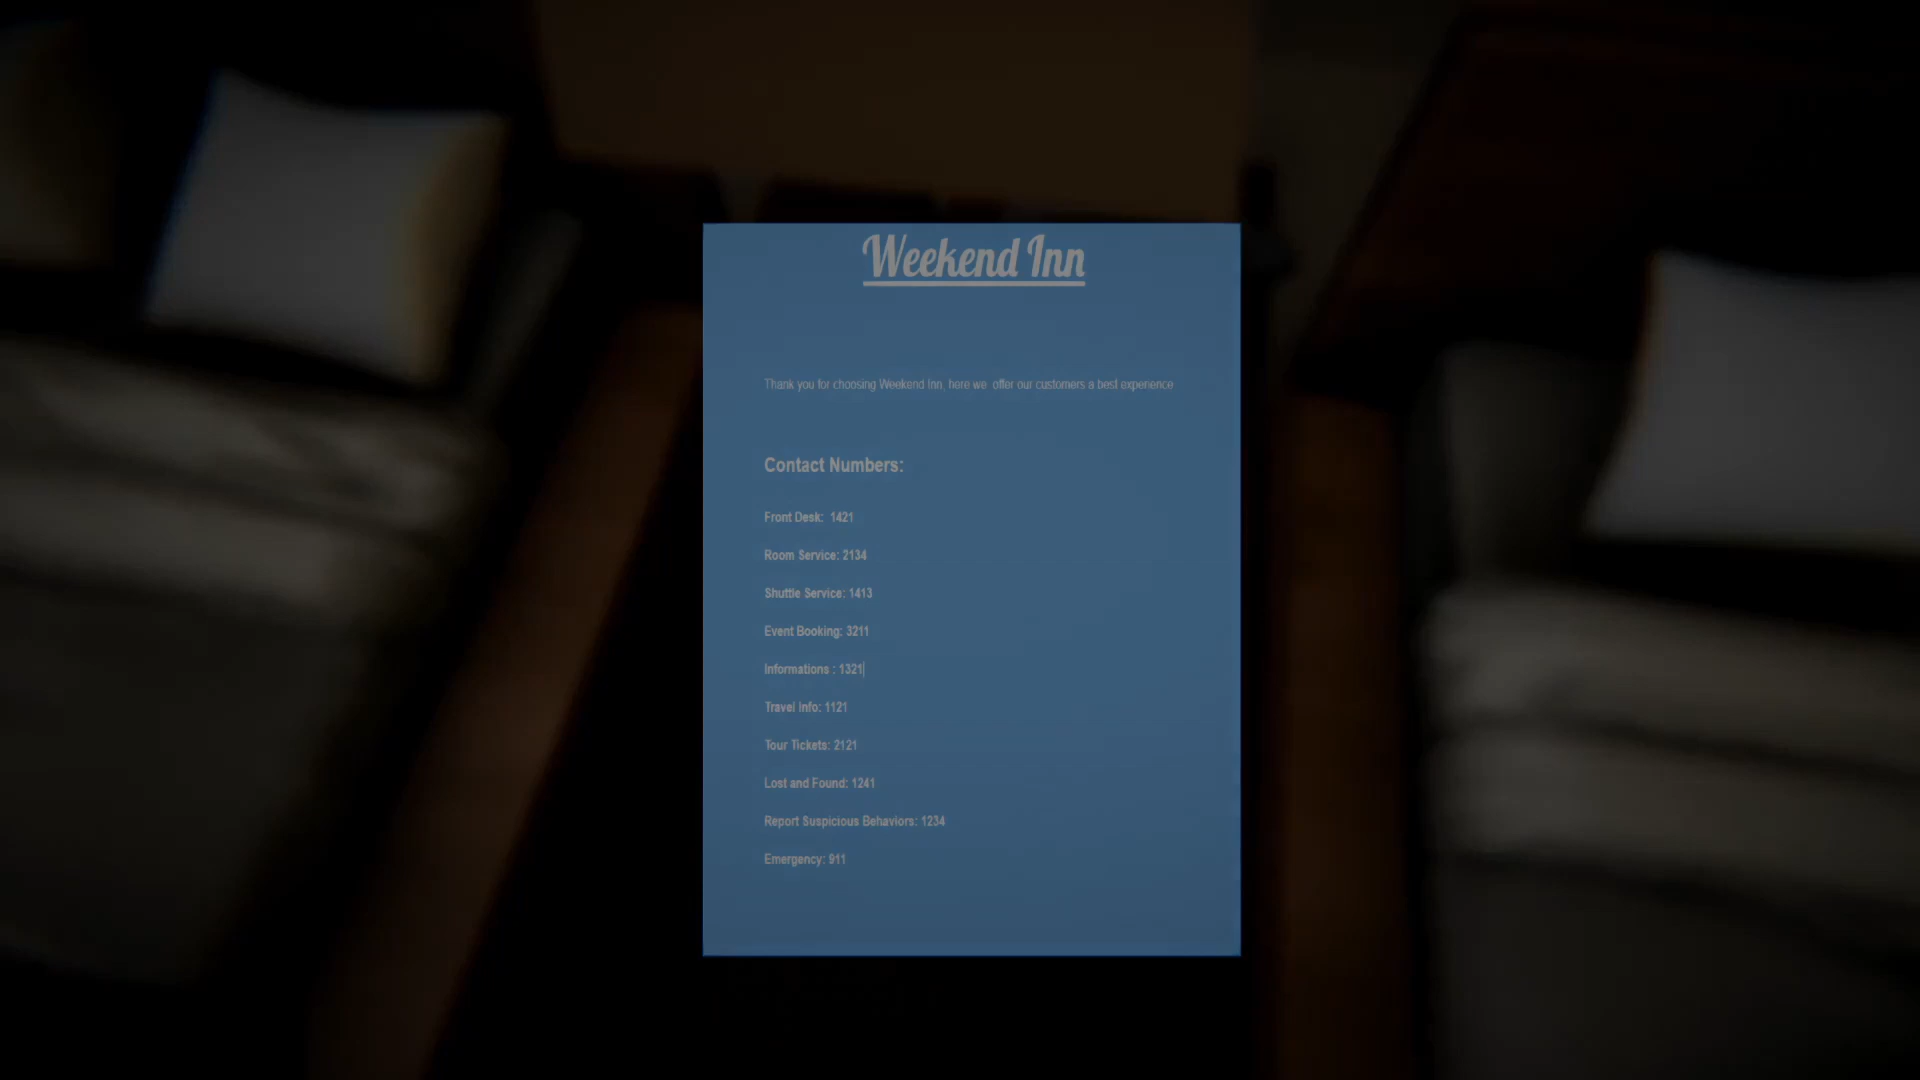 Weekend Inn
Thank you for choosing Weekend Inn, here we offer our customers a best experience
Contact Numbers:
Front Desk: 1421
Room Service: 2134
Shuttle Service: 1413
Event Booking: 3211
Informations : 1321
Travel Info: 1121
Tour Tickets: 2121
Lost and Found: 1241
Report Suspicious Behaviors: 1234
Emergency: 911